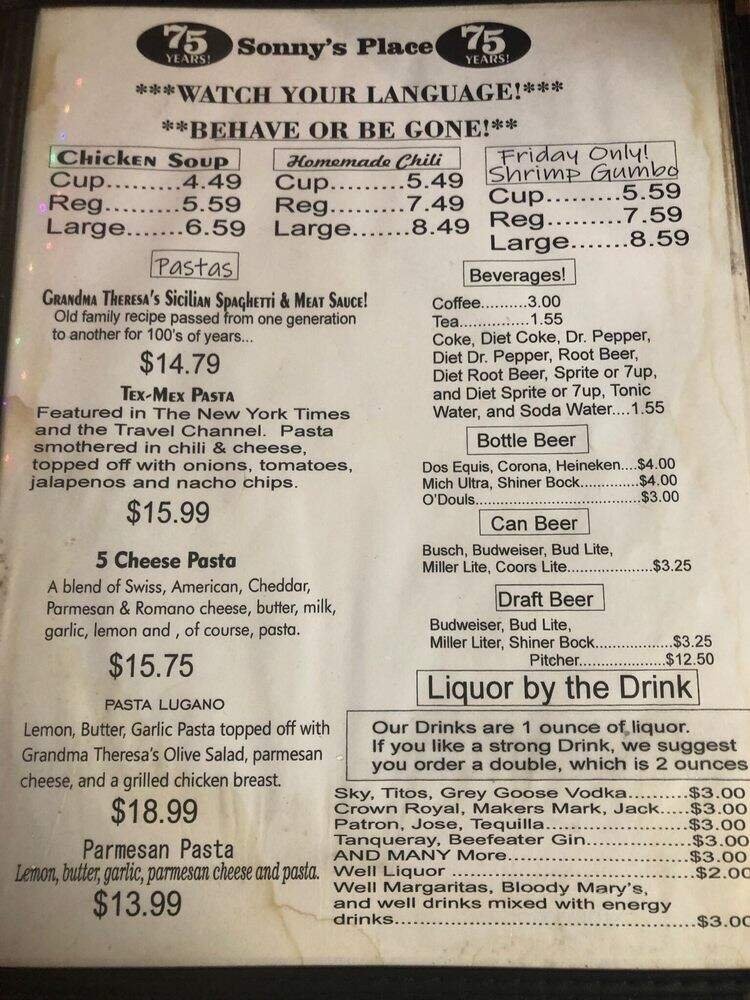 75 YEARS! Sonny's Place 75 YEARS!
***WATCH YOUR LANGUAGE!***
**BEHAVE OR BE GONE!**
Chicken Soup
Cup.........4.49
Reg.........5.59
Large.......6.59
Homemade Chili
Cup.........5.49
Reg.........7.49
Large......8.49
Friday Only!
Shrimp Gumbo
Cup.........5.59
Reg.........7.59
Large.......8.59
Pastas
Grandma Theresa's Sicilian Spaghetti & Meat Sauce!
Old family recipe passed from one generation
to another for 100's of years...
$14.79
Tex-Mex Pasta
Featured in The New York Times
and the Travel Channel. Pasta
smothered in chili & cheese,
topped off with onions, tomatoes,
jalapenos and nacho chips.
$15.99
5 Cheese Pasta
A blend of Swiss, American, Cheddar,
Parmesan & Romano cheese, butter, milk,
garlic, lemon and , of course, pasta.
$15.75
PASTA LUGANO
Lemon, Butter, Garlic Pasta topped off with
Grandma Theresa's Olive Salad, parmesan
cheese, and a grilled chicken breast.
$18.99
Parmesan Pasta
Lemon, butter, garlic, parmesan cheese and pasta.
$13.99
Beverages!
Coffee..........3.00
Tea...............1.55
Coke, Diet Coke, Dr. Pepper,
Diet Dr. Pepper, Root Beer,
Diet Root Beer, Sprite or 7up,
and Diet Sprite or 7up, Tonic
Water, and Soda Water....1.55
Bottle Beer
Dos Equis, Corona, Heineken....$4.00
Mich Ultra, Shiner Bock..............$4.00
O'Douls.......................................$3.00
Can Beer
Busch, Budweiser, Bud Lite,
Miller Lite, Coors Lite....................$3.25
Draft Beer
Budweiser, Bud Lite,
Miller Liter, Shiner Bock..................$3.25
Pitcher....................$12.50
Liquor by the Drink
Our Drinks are 1 ounce of liquor.
If you like a strong Drink, we suggest
you order a double, which is 2 ounces
Sky, Titos, Grey Goose Vodka.........$3.00
Crown Royal, Makers Mark, Jack.....$3.00
Patron, Jose, Tequilla.....................$3.00
Tanqueray, Beefeater Gin................$3.00
AND MANY More...........................$3.00
Well Liquor ...................................$2.00
Well Margaritas, Bloody Mary's,
and well drinks mixed with energy
drinks...........................................$3.00